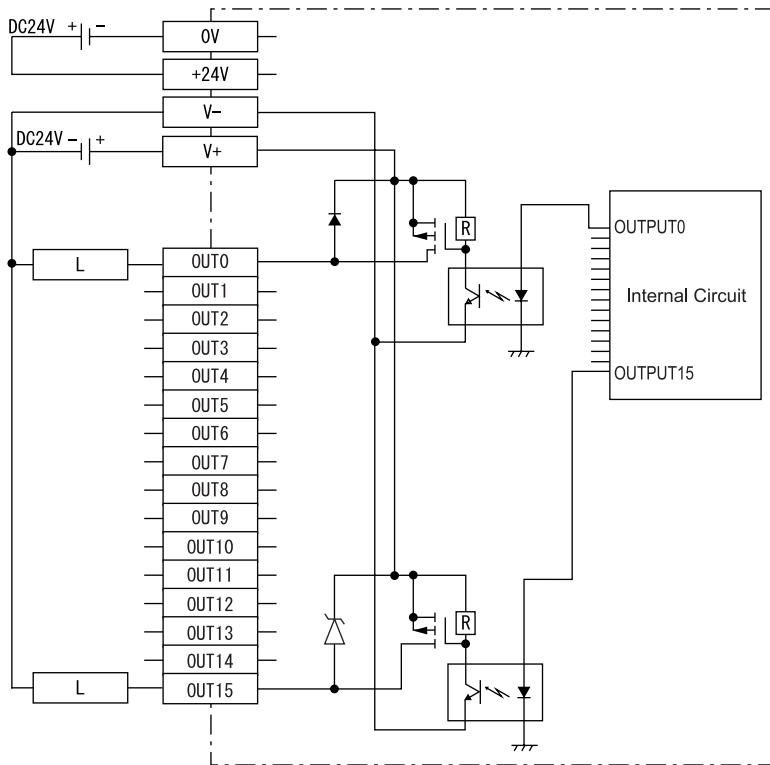 DC24V + -
0V
+24V
V-
DC24V - +
V+
R
OUTPUT0
L
OUT0
OUT1
Internal Circuit
OUT2
OUT3
OUT4
OUTPUT15
OUT5
OUT6
OUT7
OUT8
OUT9
OUT10
OUT11
OUT12
OUT13
R
OUT14
L
OUT15